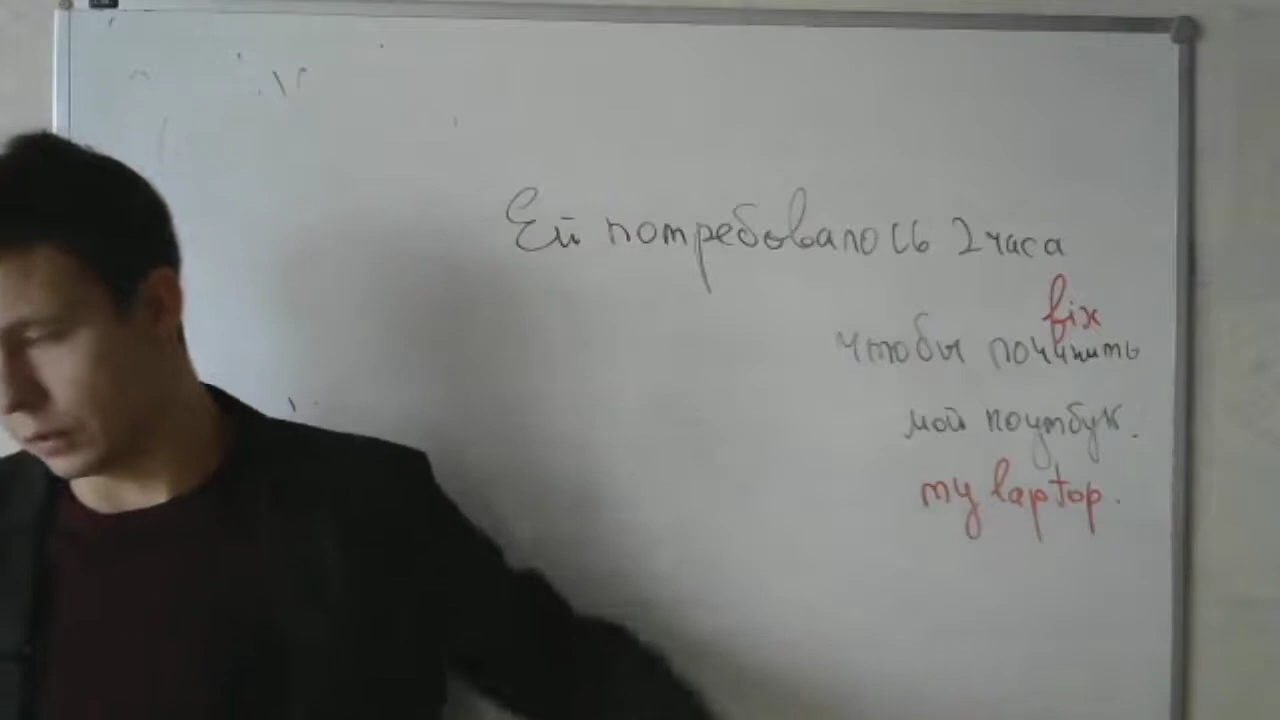 Ей потребовалось 2 часа
fix
чтобы починить
мой ноутбук.
my laptop.